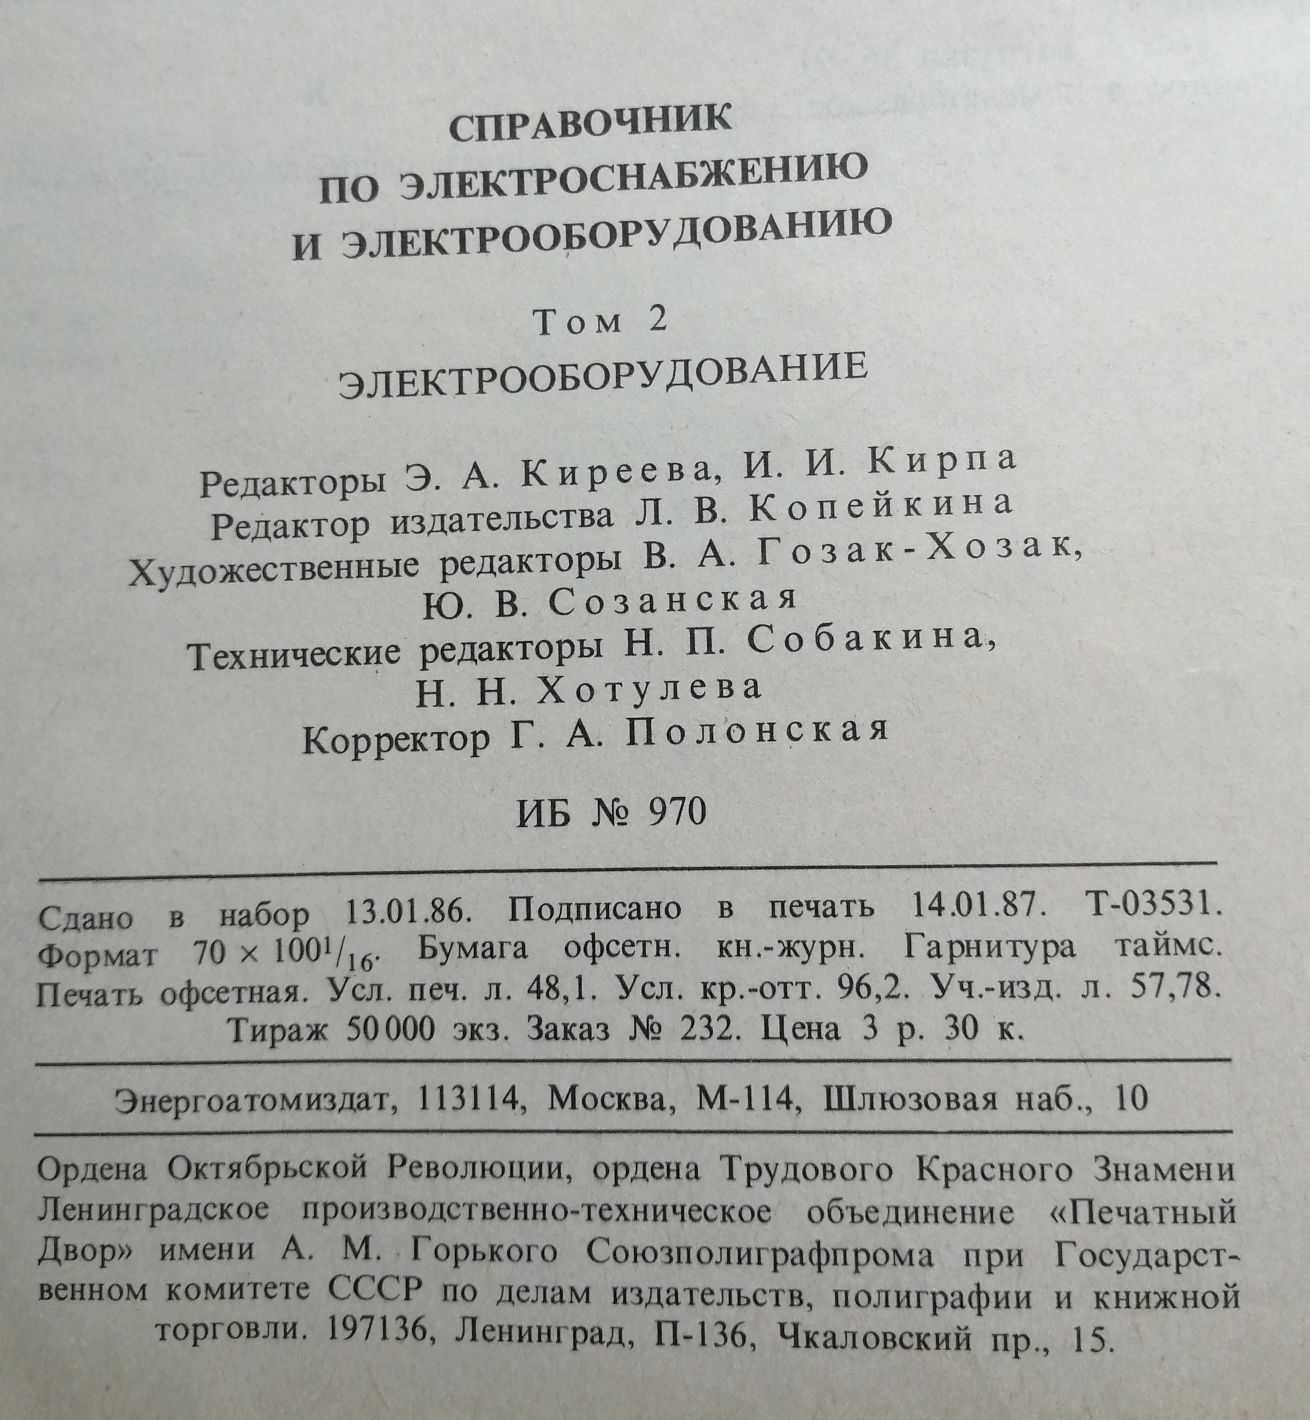 СПРАВОЧНИК
ПО ЭЛЕКТРОСНАБЖЕНИЮ
И ЭЛЕКТРООБОРУДОВАНИЮ
Том 2
ЭЛЕКТРООБОРУДОВАНИЕ
Редакторы Э. А. Киреева, И. И. Кирпа
Редактор издательства Л. В. Копейкина
Художественные редакторы В. А. Гозак-Хозак,
Ю. В. Созанская
Технические редакторы Н. П. Собакина,
Н. Н. Хотулева
Корректор Г. А. Полонская
ИБ № 970
Сдано в набор 13.01.86. Подписано в печать 14.01.87. Т-03531.
Формат 70 × 100¹/₁₆. Бумага офсетн. кн.-журн. Гарнитура таймс.
Печать офсетная. Усл. печ. л. 48,1. Усл. кр.-отт. 96,2. Уч.-изд. л. 57,78.
Тираж 50 000 экз. Заказ № 232. Цена 3 р. 30 к.
Энергоатомиздат, 113114, Москва, М-114, Шлюзовая наб., 10
Ордена Октябрьской Революции, ордена Трудового Красного Знамени
Ленинградское производственно-техническое объединение «Печатный
Двор» имени А. М. Горького Союзполиграфпрома при Государст-
венном комитете СССР по делам издательств, полиграфии и книжной
торговли. 197136, Ленинград, П-136, Чкаловский пр., 15.